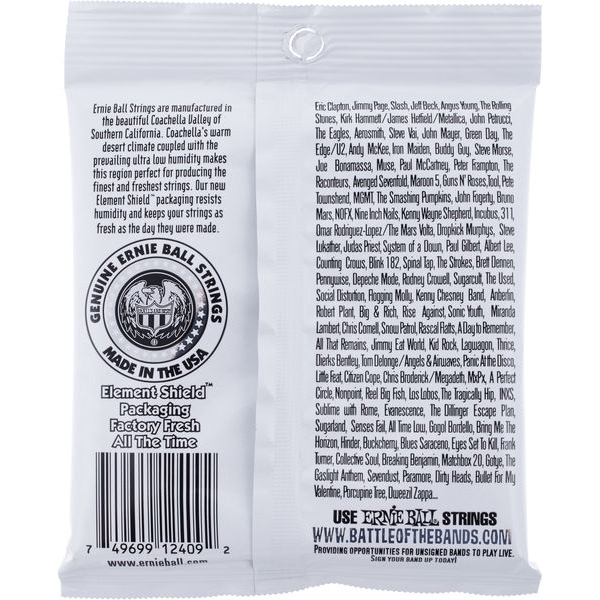 Ernie Ball Strings are manufactured in
the beautiful Coachella Valley of
Southern California. Coachella's warm
desert climate coupled with the
prevailing ultra low humidity makes
this region perfect for producing the
finest and freshest strings. Our new
Element Shield™ packaging resists
humidity and keeps your strings as
fresh as the day they were made.
GENUINE ERNIE BALL STRINGS
MADE IN THE USA
Element Shield™
Packaging
Factory Fresh
All The Time
7 49699 12409 2
www.ernieball.com
Eric Clapton, Jimmy Page, Slash, Jeff Beck, Angus Young, The Rolling
Stones, Kirk Hammett/James Hetfield/Metallica, John Petrucci,
The Eagles, Aerosmith, Steve Vai, John Mayer, Green Day, The
Edge/U2, Andy McKee, Iron Maiden, Buddy Guy, Steve Morse,
Joe Bonamassa, Muse, Paul McCartney, Peter Frampton, The
Raconteurs, Avenged Sevenfold, Maroon 5, Guns N' Roses, Tool, Pete
Townshend, MGMT, The Smashing Pumpkins, John Fogerty, Bruno
Mars, NOFX, Nine Inch Nails, Kenny Wayne Shepherd, Incubus, 311,
Omar Rodriguez-Lopez/The Mars Volta, Dropkick Murphys, Steve
Lukather, Judas Priest, System of a Down, Paul Gilbert, Albert Lee,
Counting Crows, Blink 182, Spinal Tap, The Strokes, Brett Dennen,
Pennywise, Depeche Mode, Rodney Crowell, Sugarcult, The Used,
Social Distortion, Flogging Molly, Kenny Chesney Band, Anberlin,
Robert Plant, Big & Rich, Rise Against, Sonic Youth, Miranda
Lambert, Chris Cornell, Snow Patrol, Rascal Flatts, A Day to Remember,
All That Remains, Jimmy Eat World, Kid Rock, Lagwagon, Thrice,
Dierks Bentley, Tom Delonge/Angels & Airwaves, Panic At the Disco,
Little Feat, Citizen Cope, Chris Broderick/Megadeth, MxPx, A Perfect
Circle, Nonpoint, Reel Big Fish, Los Lobos, The Tragically Hip, INXS,
Sublime with Rome, Evanescence, The Dillinger Escape Plan,
Sugarland, Senses Fail, All Time Low, Gogol Bordello, Bring Me The
Horizon, Hinder, Buckcherry, Blues Saraceno, Eyes Set To Kill, Frank
Turner, Collective Soul, Breaking Benjamin, Matchbox 20, Gotye, The
Gaslight Anthem, Sevendust, Paramore, Dirty Heads, Bullet For My
Valentine, Porcupine Tree, Dweezil Zappa...
USE ERNIE BALL STRINGS
WWW.BATTLEOFTHEBANDS.COM
PROVIDING OPPORTUNITIES FOR UNSIGNED BANDS TO PLAY LIVE.
SIGN YOUR BAND UP TODAY!